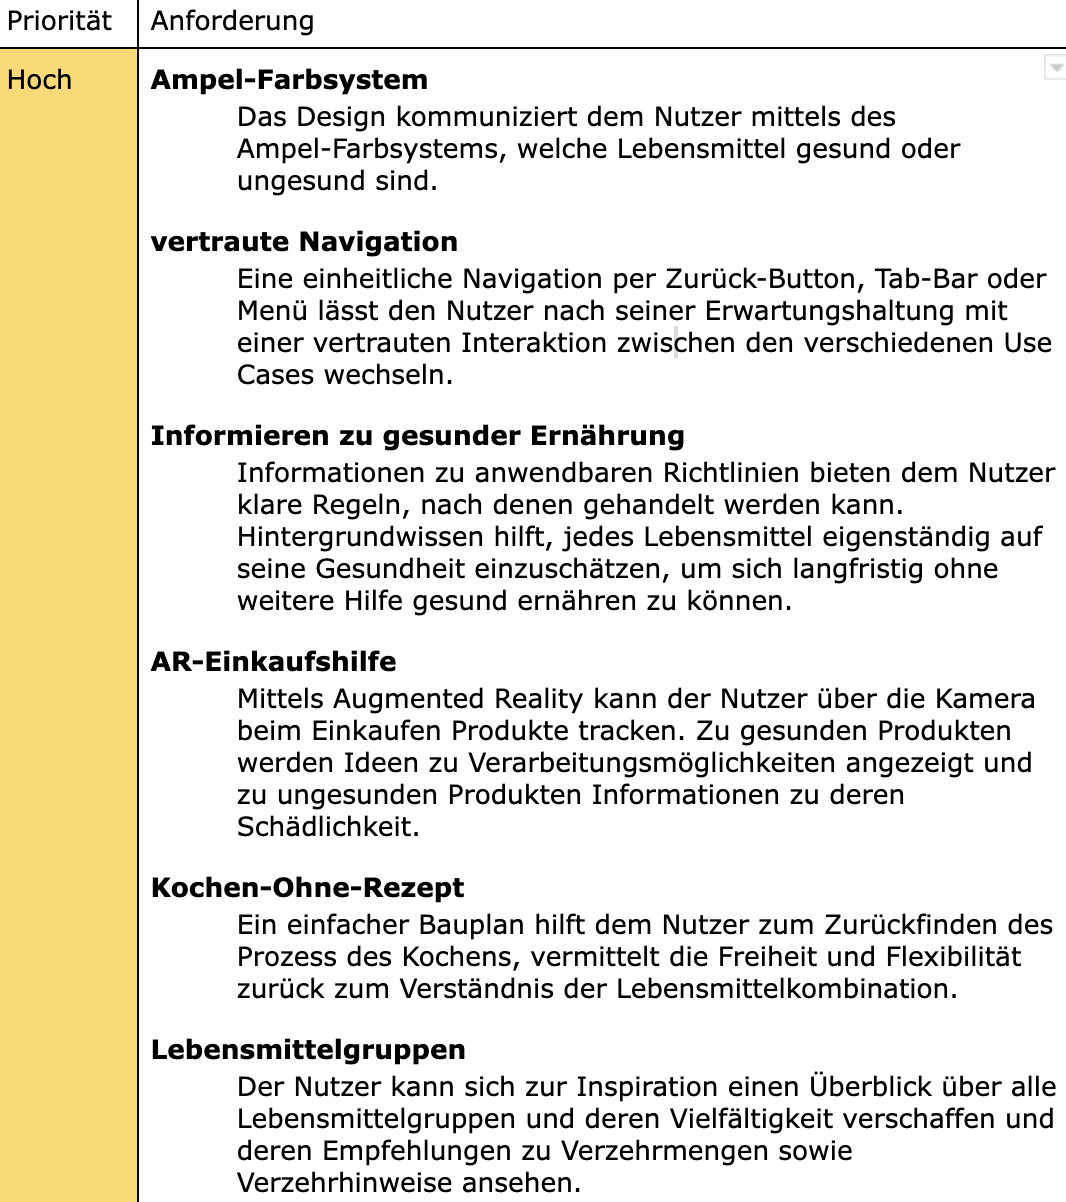 Priorität
Anforderung
Hoch
Ampel-Farbsystem
Das Design kommuniziert dem Nutzer mittels des
Ampel-Farbsystems, welche Lebensmittel gesund oder
ungesund sind.
vertraute Navigation
Eine einheitliche Navigation per Zurück-Button, Tab-Bar oder
Menü lässt den Nutzer nach seiner Erwartungshaltung mit
einer vertrauten Interaktion zwischen den verschiedenen Use
Cases wechseln.
Informieren zu gesunder Ernährung
Informationen zu anwendbaren Richtlinien bieten dem Nutzer
klare Regeln, nach denen gehandelt werden kann.
Hintergrundwissen hilft, jedes Lebensmittel eigenständig auf
seine Gesundheit einzuschätzen, um sich langfristig ohne
weitere Hilfe gesund ernähren zu können.
AR-Einkaufshilfe
Mittels Augmented Reality kann der Nutzer über die Kamera
beim Einkaufen Produkte tracken. Zu gesunden Produkten
werden Ideen zu Verarbeitungsmöglichkeiten angezeigt und
zu ungesunden Produkten Informationen zu deren
Schädlichkeit.
Kochen-Ohne-Rezept
Ein einfacher Bauplan hilft dem Nutzer zum Zurückfinden des
Prozess des Kochens, vermittelt die Freiheit und Flexibilität
zurück zum Verständnis der Lebensmittelkombination.
Lebensmittelgruppen
Der Nutzer kann sich zur Inspiration einen Überblick über alle
Lebensmittelgruppen und deren Vielfältigkeit verschaffen und
deren Empfehlungen zu Verzehrmengen sowie
Verzehrhinweise ansehen.